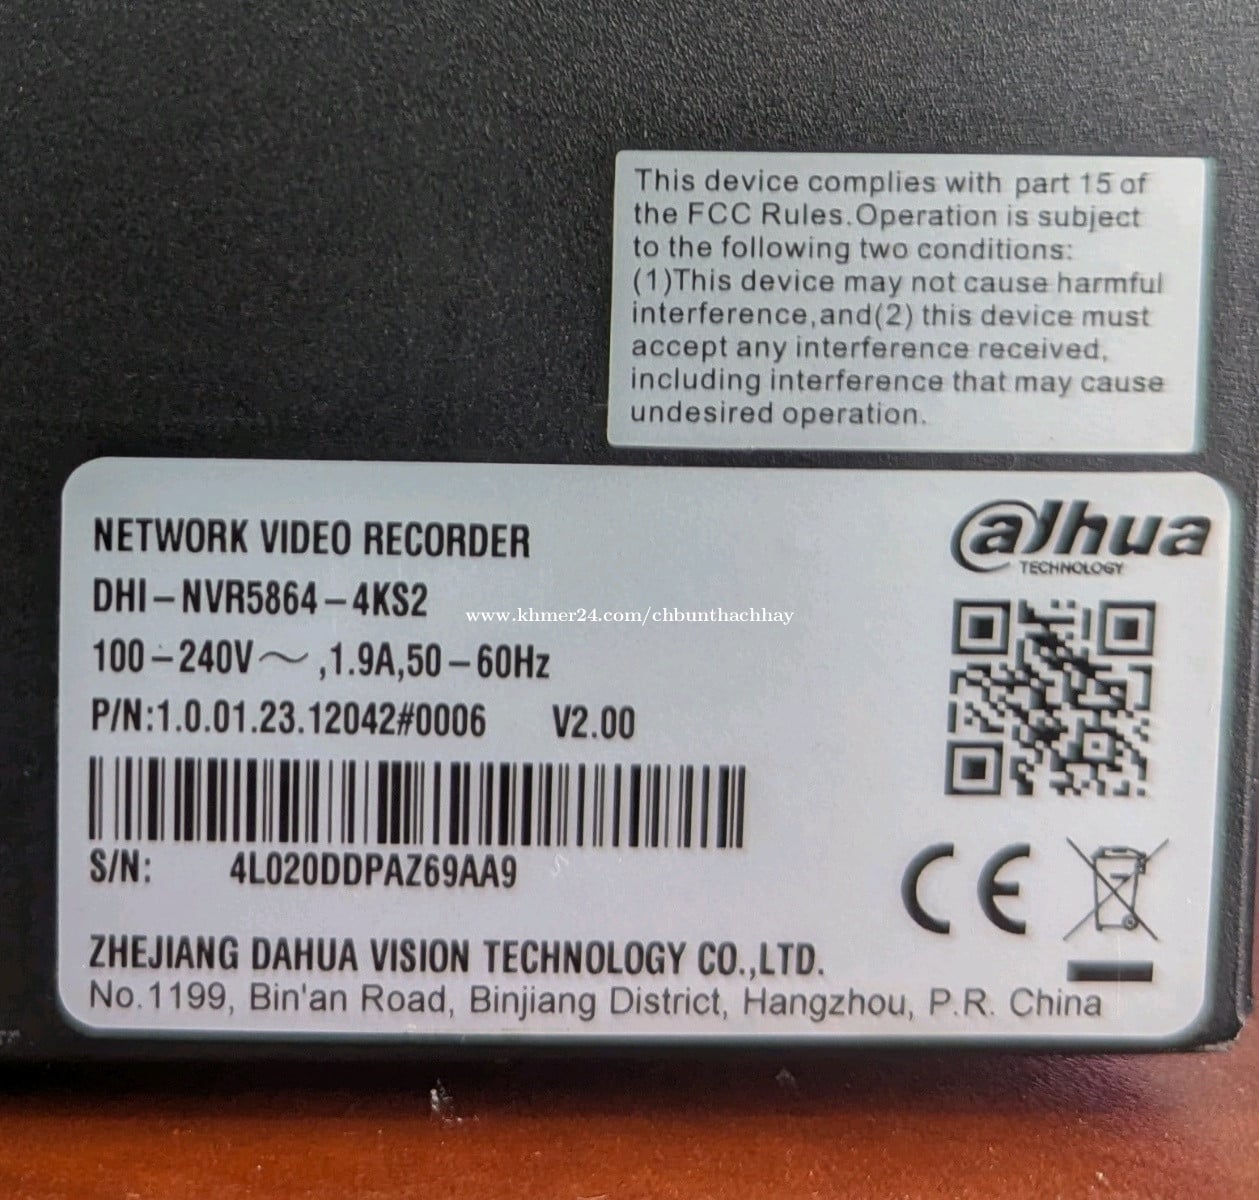 This device complies with part 15 of
the FCC Rules.Operation is subject
to the following two conditions:
(1)This device may not cause harmful
interference,and(2) this device must
accept any interference received,
including interference that may cause
undesired operation.
alhua
TECHNOLOGY
NETWORK VIDEO RECORDER
DHI-NVR5864-4KS2
www.khmer24.com/chbunthachhay
100-240V～,1.9A,50-60Hz
P/N:1.0.01.23.12042#0006 V2.00
S/N: 4L020DDPAZ69AA9
CE
ZHEJIANG DAHUA VISION TECHNOLOGY CO.,LTD.
No.1199, Bin'an Road, Binjiang District, Hangzhou, P.R. China